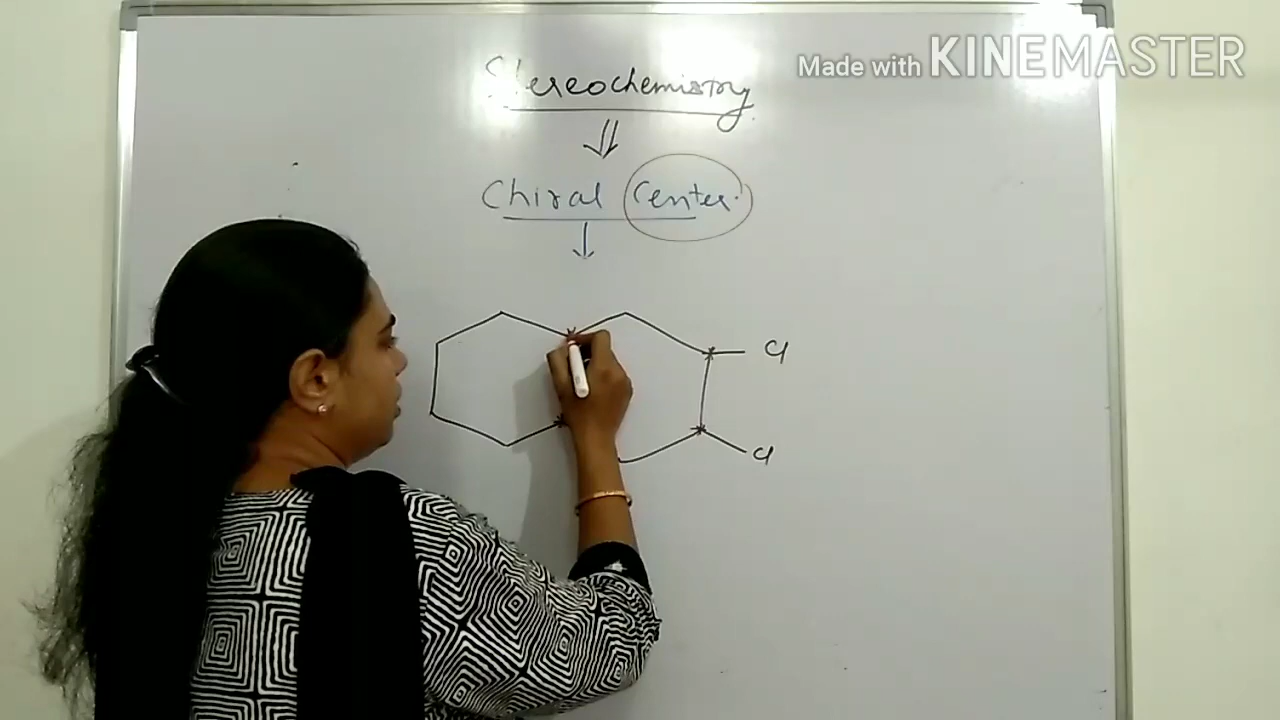 Made with KINEMASTER
Stereochemistry
Chiral Center.
Cl
Cl